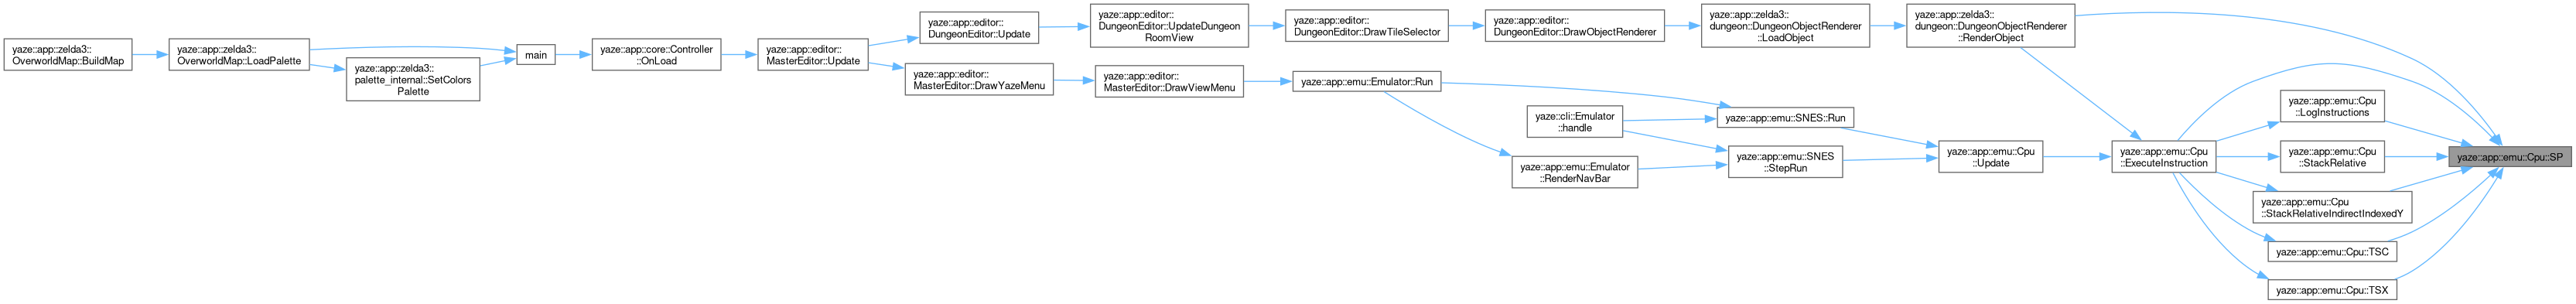 yaze::app::zelda3::
OverworldMap::BuildMap
yaze::app::zelda3::
OverworldMap::LoadPalette
yaze::app::zelda3::
palette_internal::SetColors
Palette
main
yaze::app::core::Controller
::OnLoad
yaze::app::editor::
MasterEditor::Update
yaze::app::editor::
DungeonEditor::Update
yaze::app::editor::
MasterEditor::DrawYazeMenu
yaze::app::editor::
DungeonEditor::UpdateDungeon
RoomView
yaze::app::editor::
MasterEditor::DrawViewMenu
yaze::app::editor::
DungeonEditor::DrawTileSelector
yaze::app::emu::Emulator::Run
yaze::app::editor::
DungeonEditor::DrawObjectRenderer
yaze::cli::Emulator
::handle
yaze::app::emu::Emulator
::RenderNavBar
yaze::app::zelda3::
dungeon::DungeonObjectRenderer
::LoadObject
yaze::app::emu::SNES::Run
yaze::app::emu::SNES
::StepRun
yaze::app::zelda3::
dungeon::DungeonObjectRenderer
::RenderObject
yaze::app::emu::Cpu
::Update
yaze::app::emu::Cpu
::ExecuteInstruction
yaze::app::emu::Cpu
::LogInstructions
yaze::app::emu::Cpu
::StackRelative
yaze::app::emu::Cpu
::StackRelativeIndirectIndexedY
yaze::app::emu::Cpu::TSC
yaze::app::emu::Cpu::TSX
yaze::app::emu::Cpu::SP